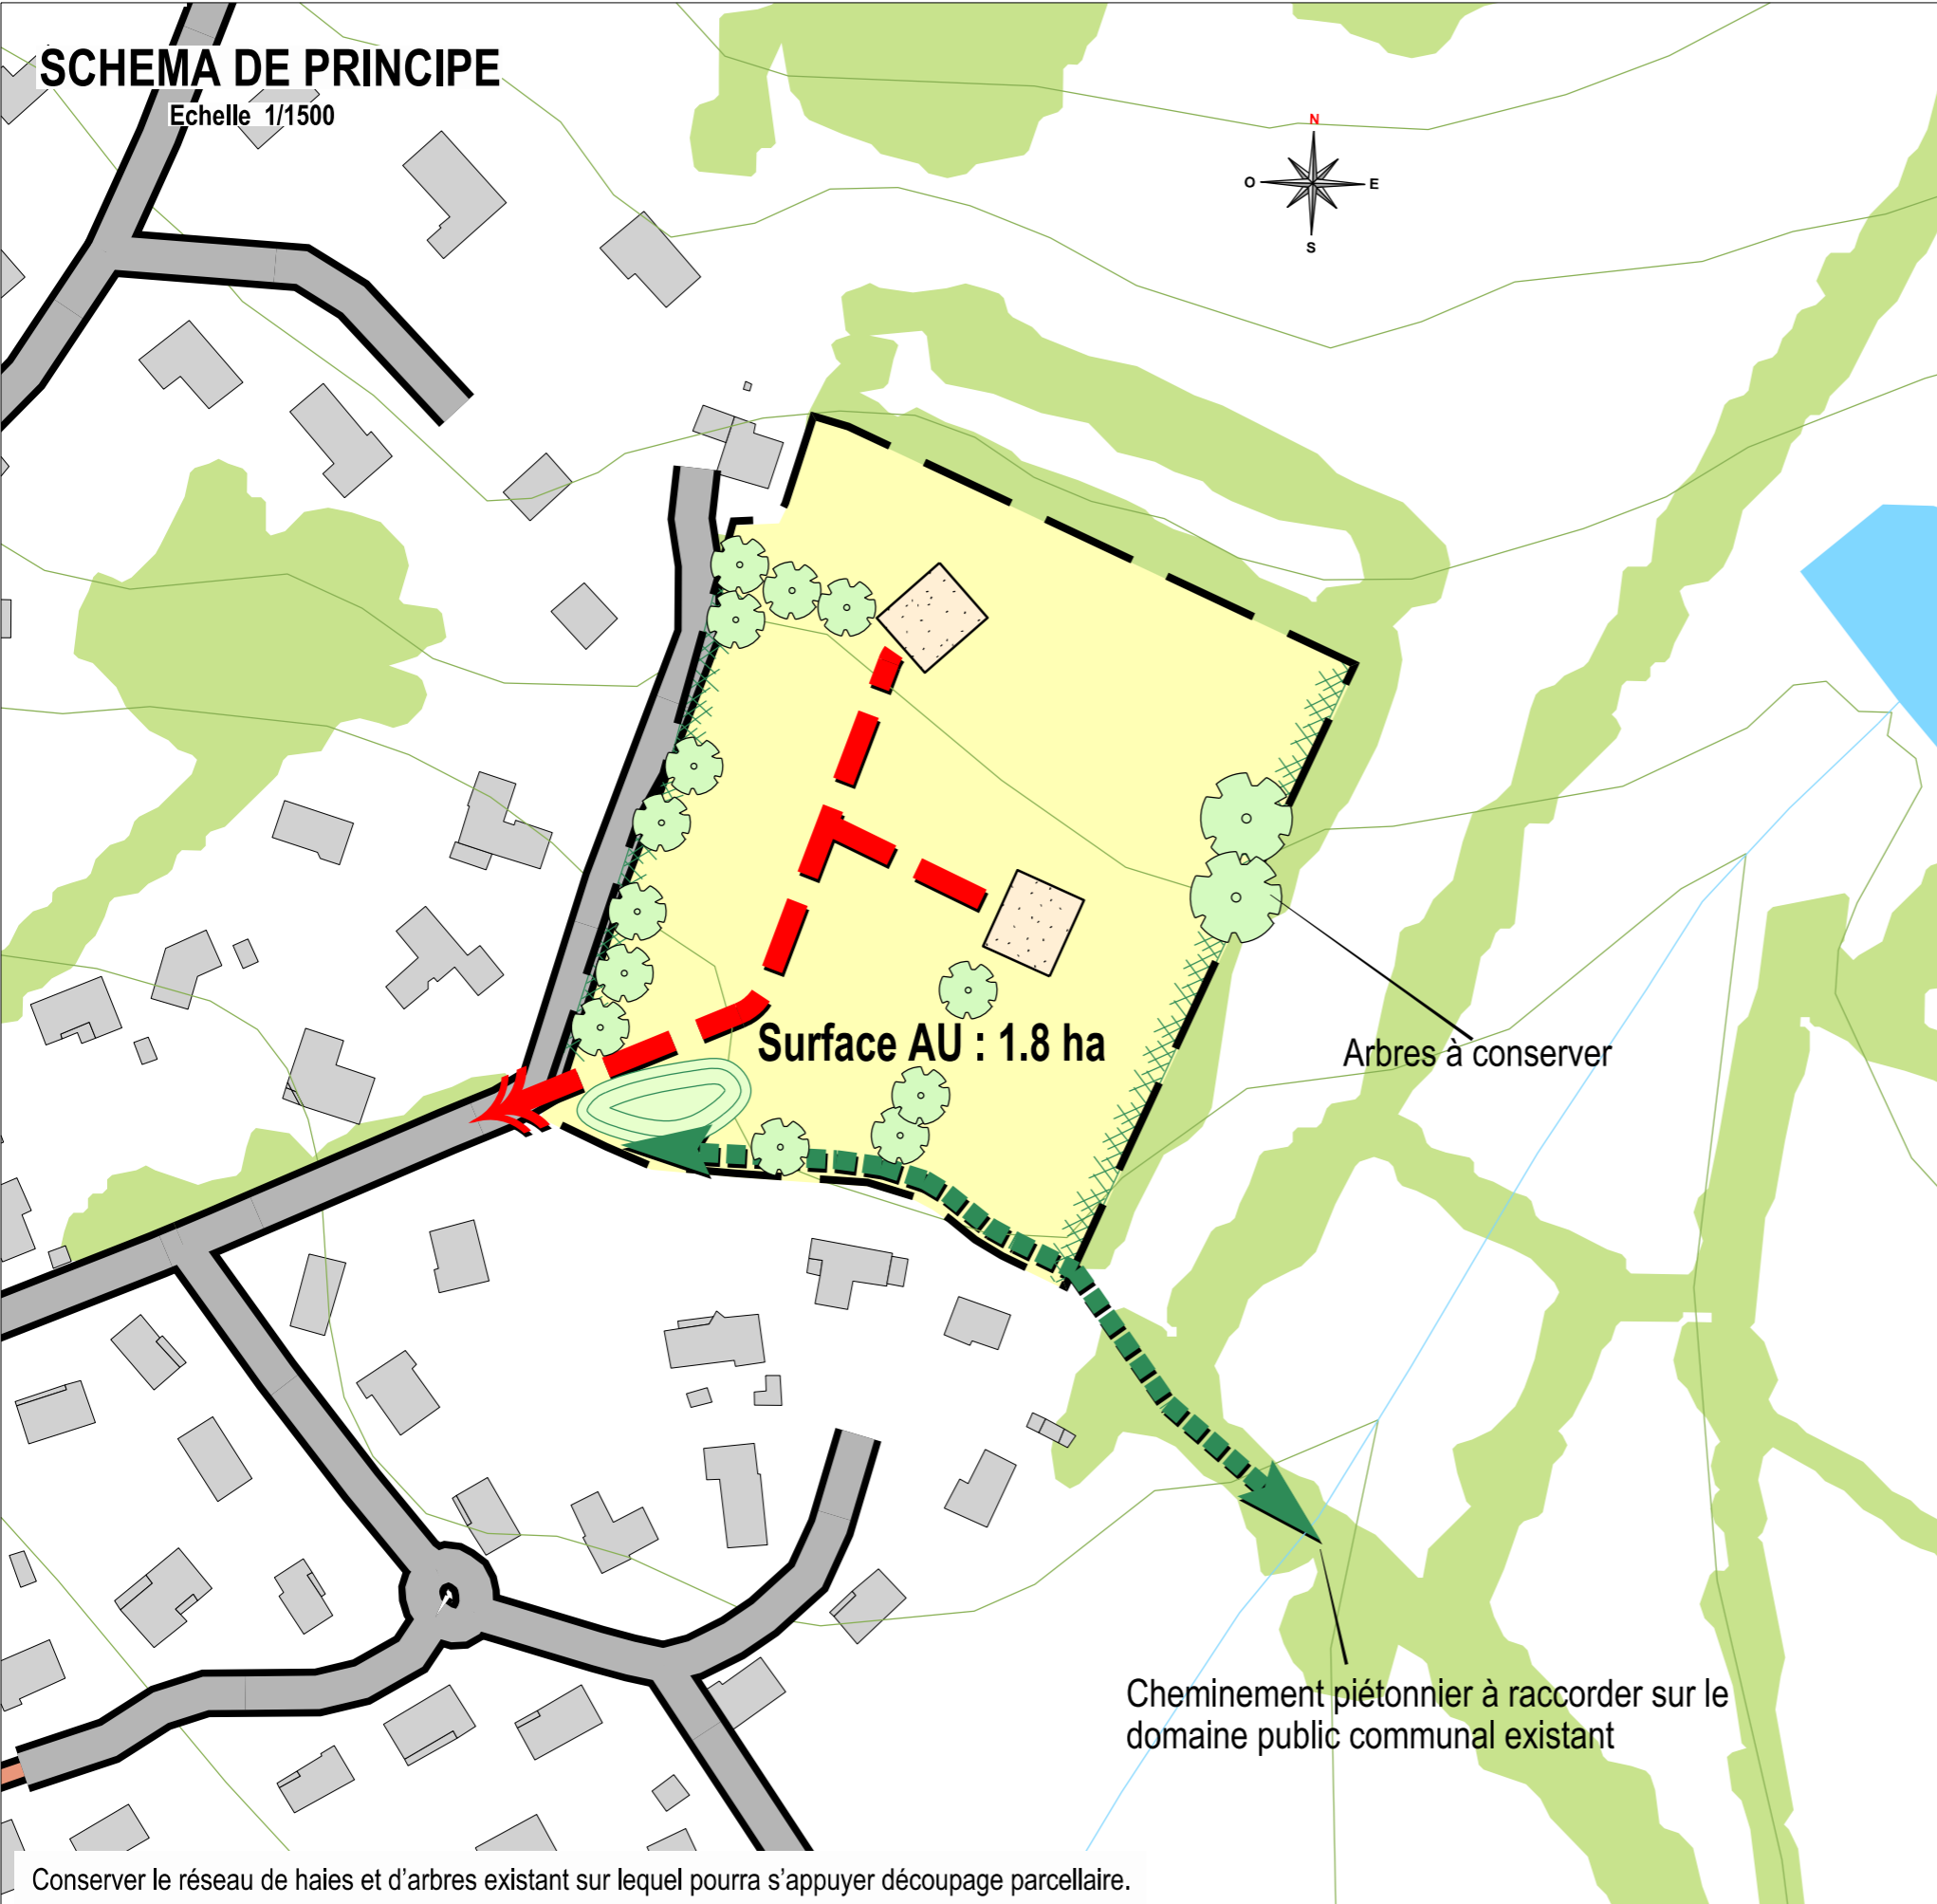 SCHEMA DE PRINCIPE
Echelle 1/1500
N
O
E
S
Surface AU : 1.8 ha
Arbres à conserver
Cheminement piétonnier à raccorder sur le
domaine public communal existant
Conserver le réseau de haies et d'arbres existant sur lequel pourra s'appuyer découpage parcellaire.